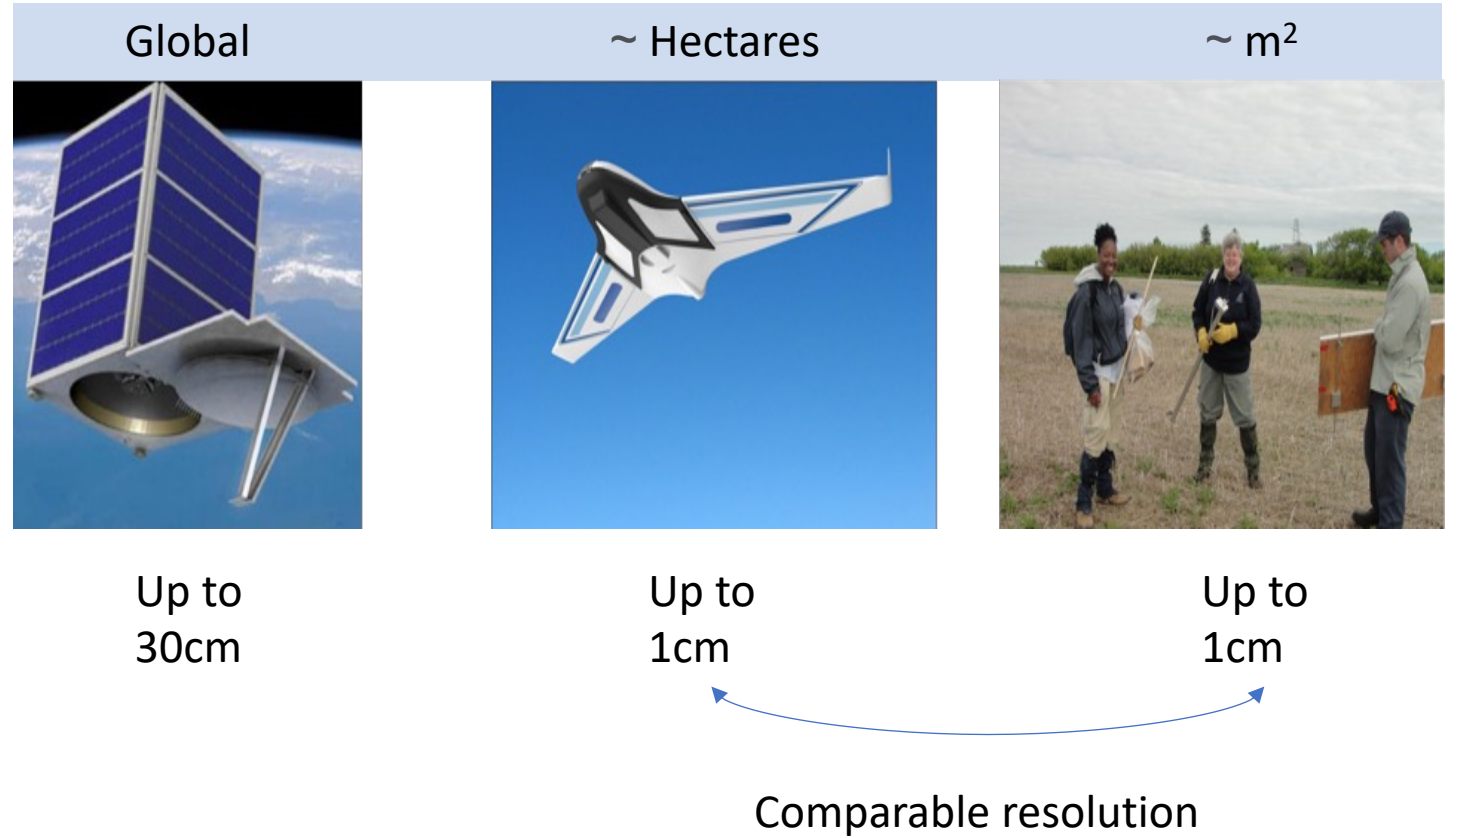 Global
~ Hectares
~ m²
Up to
30cm
Up to
1cm
Up to
1cm
Comparable resolution